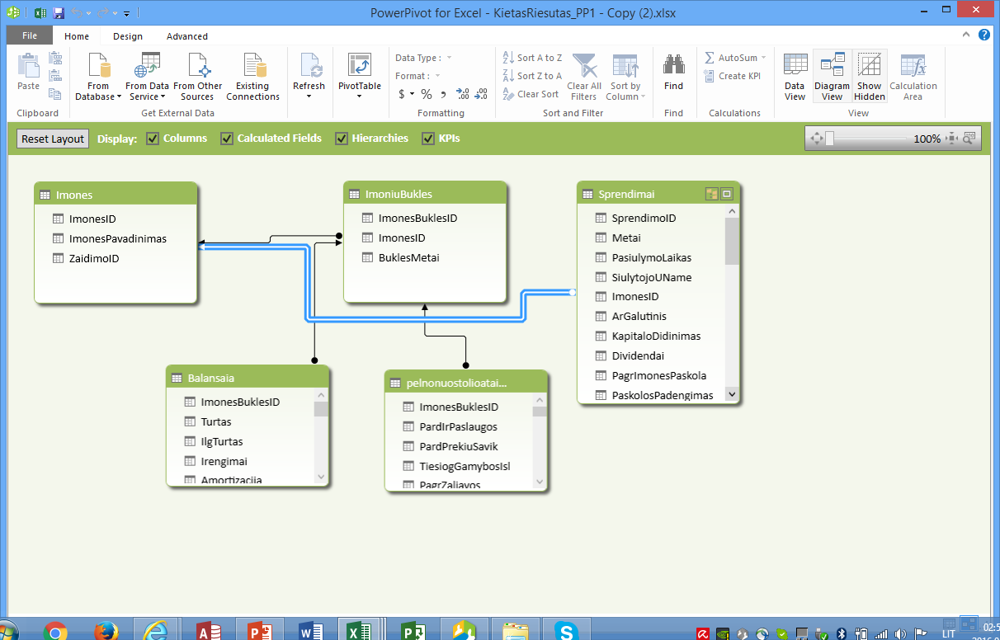 PowerPivot for Excel - KietasRiesutas_PP1 - Copy (2).xlsx
File Home Design Advanced
Paste
From Database
From Data Service
From Other Sources
Existing Connections
Refresh
PivotTable
Data Type :
Format :
$ % ,
Sort A to Z
Sort Z to A
Clear Sort
Clear All Filters
Sort by Column
Find
AutoSum
Create KPI
Data View
Diagram View
Show Hidden
Calculation Area
Clipboard Get External Data Formatting Sort and Filter Find Calculations View
Reset Layout Display: Columns Calculated Fields Hierarchies KPIs 100%
Imones
ImonesID
ImonesPavadinimas
ZaidimoID
ImoniuBukles
ImonesBuklesID
ImonesID
BuklesMetai
Sprendimai
SprendimoID
Metai
PasiulymoLaikas
SiulytojoUName
ImonesID
ArGalutinis
KapitaloDidinimas
Dividendai
PagrImonesPaskola
PaskolosPadengimas
Balansaia
ImonesBuklesID
Turtas
IlgTurtas
Irengimai
Amortizacija
pelnonuostolioatai...
ImonesBuklesID
PardIrPaslaugos
PardPrekiuSavik
TiesiogGamybosIsl
PagrZaliavos
LIT